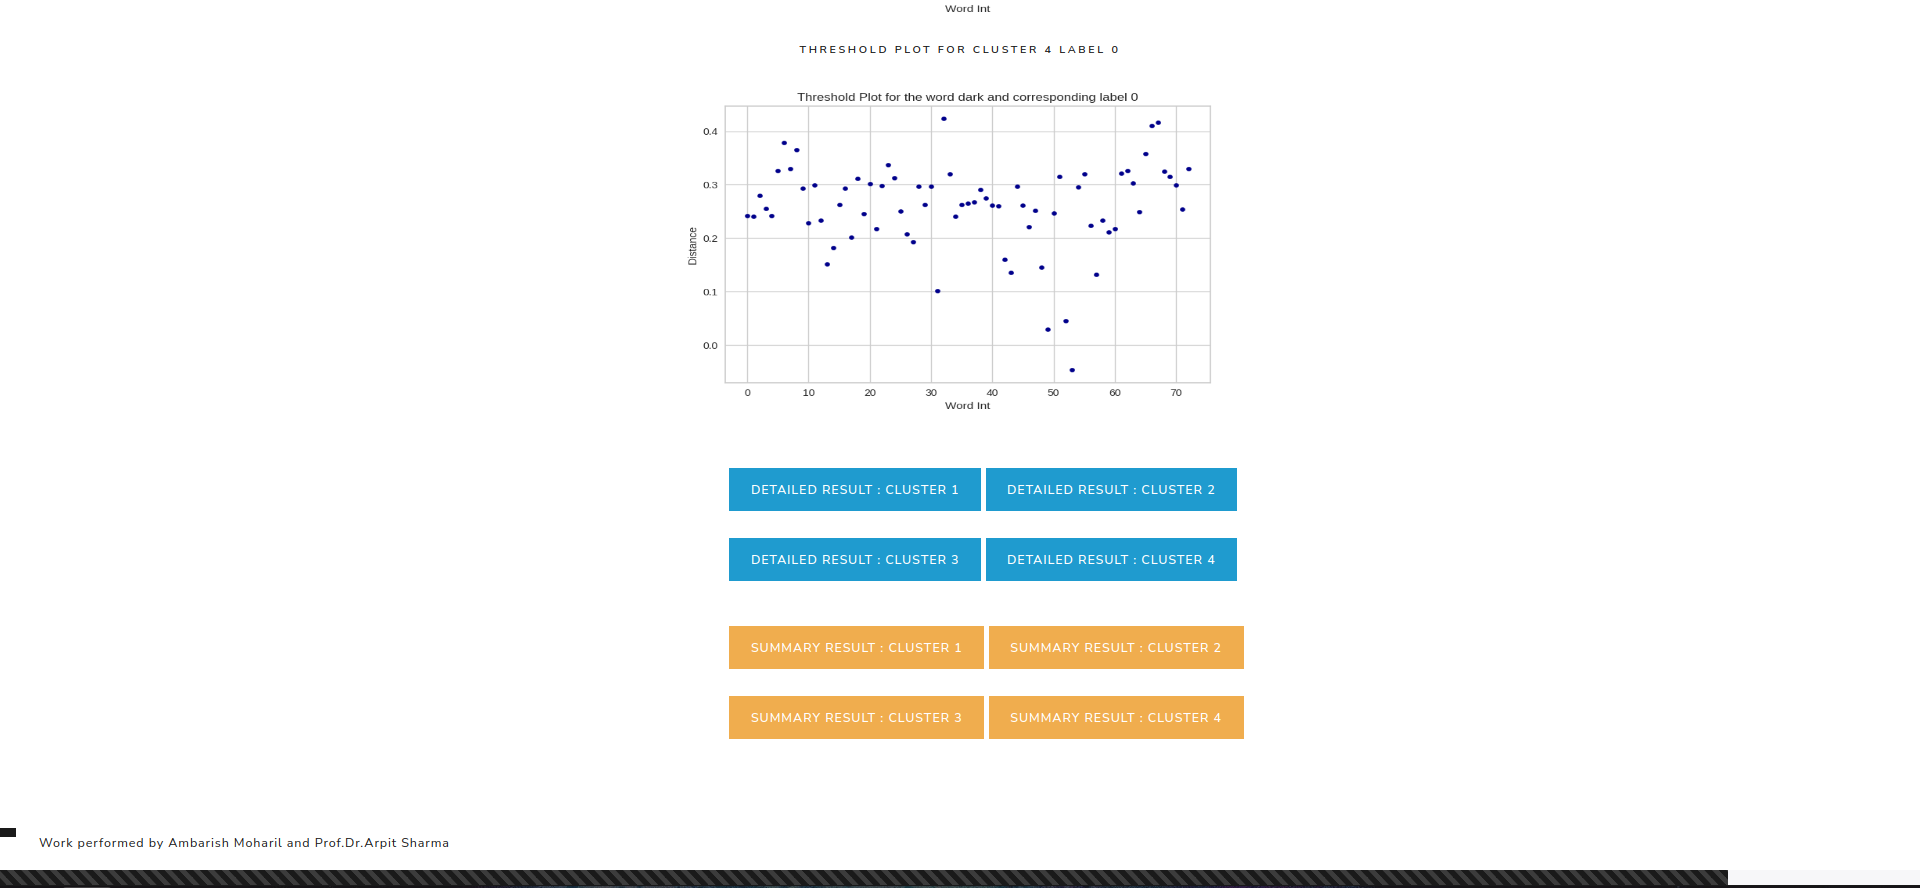 Word Int
THRESHOLD PLOT FOR CLUSTER 4 LABEL 0
Threshold Plot for the word dark and corresponding label 0
0.4
0.3
0.2
0.1
0.0
Distance
0 10 20 30 40 50 60 70
Word Int
DETAILED RESULT : CLUSTER 1 DETAILED RESULT : CLUSTER 2
DETAILED RESULT : CLUSTER 3 DETAILED RESULT : CLUSTER 4
SUMMARY RESULT : CLUSTER 1 SUMMARY RESULT : CLUSTER 2
SUMMARY RESULT : CLUSTER 3 SUMMARY RESULT : CLUSTER 4
Work performed by Ambarish Moharil and Prof.Dr.Arpit Sharma